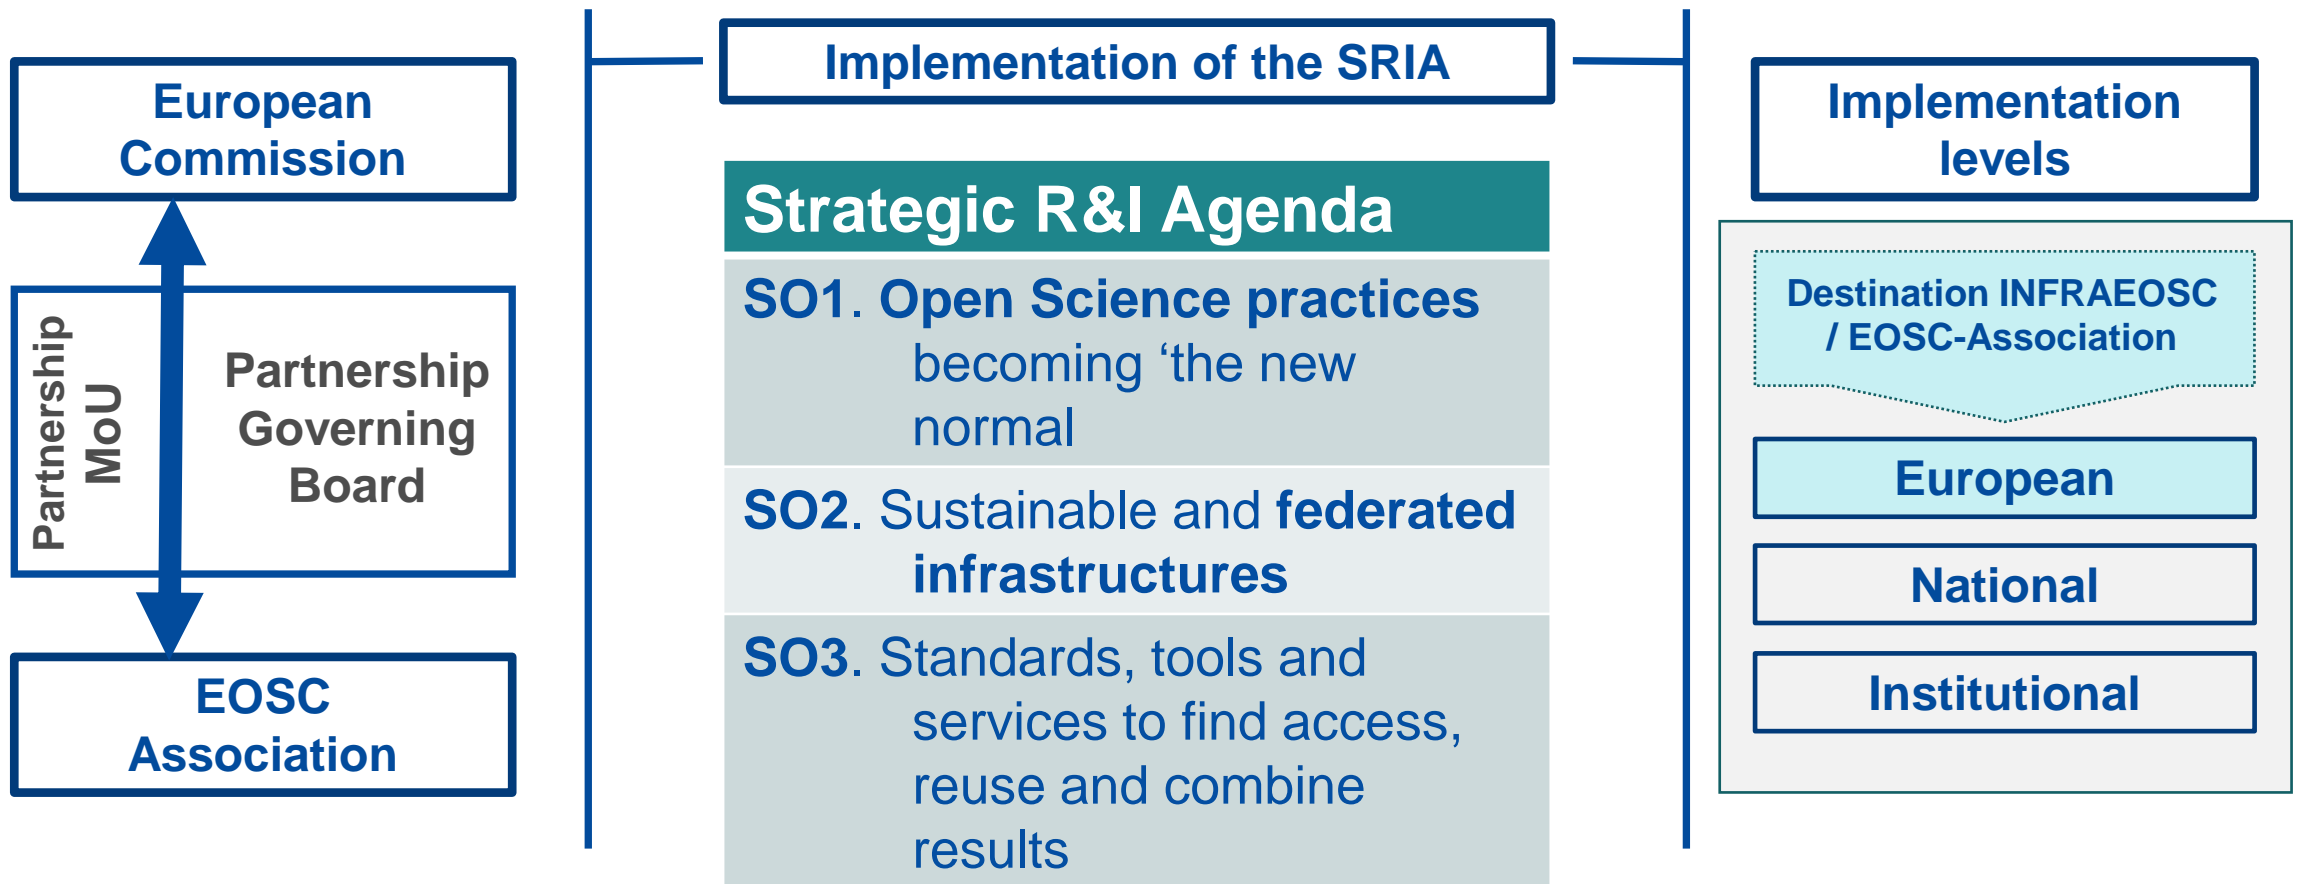 European
Commission
Partnership
MoU
Partnership
Governing
Board
EOSC
Association
Implementation of the SRIA
Strategic R&I Agenda
SO1. Open Science practices
becoming ‘the new
normal
SO2. Sustainable and federated
infrastructures
SO3. Standards, tools and
services to find access,
reuse and combine
results
Implementation
levels
Destination INFRAEOSC
/ EOSC-Association
European
National
Institutional